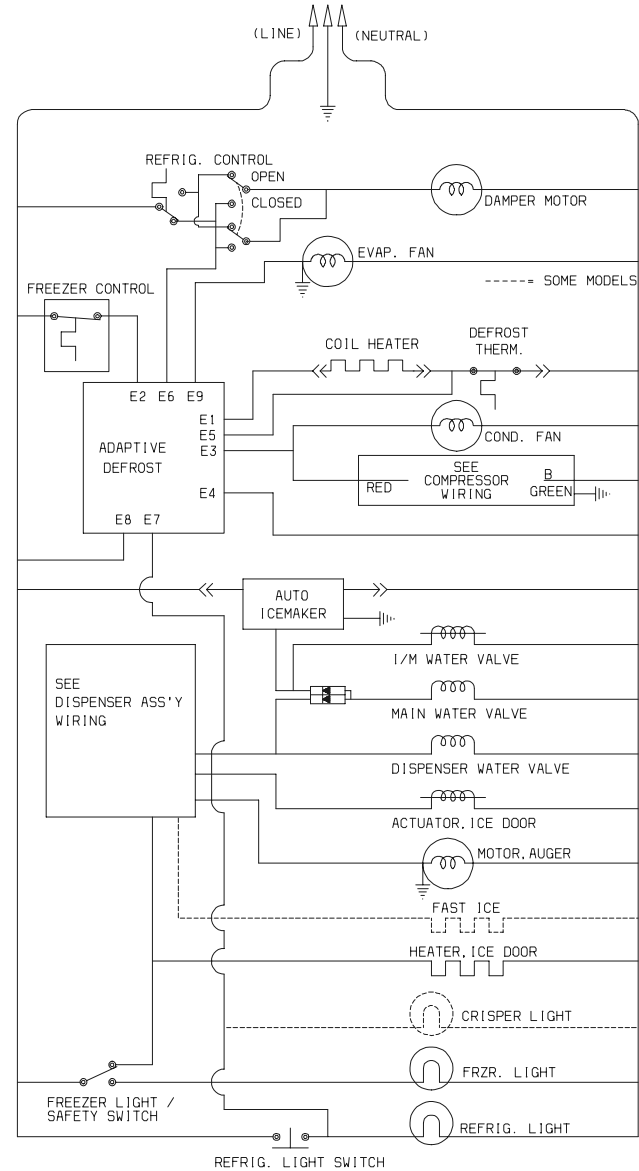 (LINE)
(NEUTRAL)
REFRIG. CONTROL
OPEN
CLOSED
DAMPER MOTOR
EVAP. FAN
-----= SOME MODELS
FREEZER CONTROL
COIL HEATER
DEFROST
THERM.
E2 E6 E9
E1
E5
E3
ADAPTIVE
DEFROST
E4
E8 E7
COND. FAN
SEE
COMPRESSOR
WIRING
RED
B
GREEN
AUTO
ICEMAKER
I/M WATER VALVE
SEE
DISPENSER ASS'Y
WIRING
MAIN WATER VALVE
DISPENSER WATER VALVE
ACTUATOR, ICE DOOR
MOTOR, AUGER
FAST ICE
HEATER, ICE DOOR
CRISPER LIGHT
FRZR. LIGHT
FREEZER LIGHT /
SAFETY SWITCH
REFRIG. LIGHT
REFRIG. LIGHT SWITCH